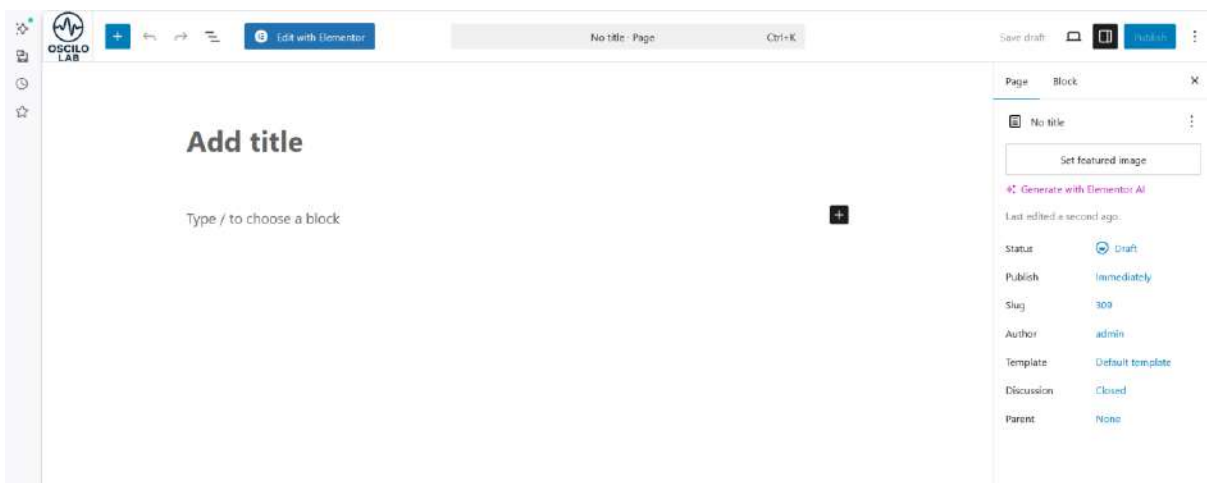 OSCILO
LAB
+
Edit with Elementor
No title · Page
Ctrl+K
Save draft
Publish
Page
Block
No title
Set featured image
Generate with Elementor AI
Last edited a second ago.
Status
Draft
Publish
Immediately
Slug
309
Author
admin
Template
Default template
Discussion
Closed
Parent
None
Add title
Type / to choose a block